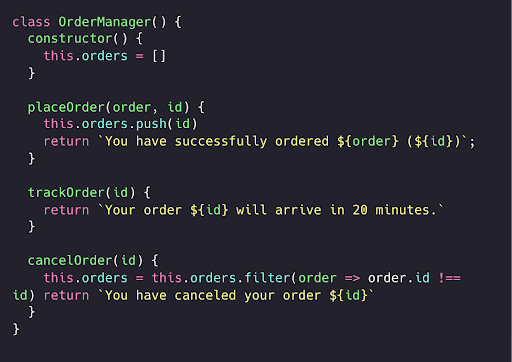 class OrderManager() {
  constructor() {
    this.orders = []
  }

  placeOrder(order, id) {
    this.orders.push(id)
    return `You have successfully ordered ${order} (${id})`;
  }

  trackOrder(id) {
    return `Your order ${id} will arrive in 20 minutes.`
  }

  cancelOrder(id) {
    this.orders = this.orders.filter(order => order.id !==
id) return `You have canceled your order ${id}`
  }
}